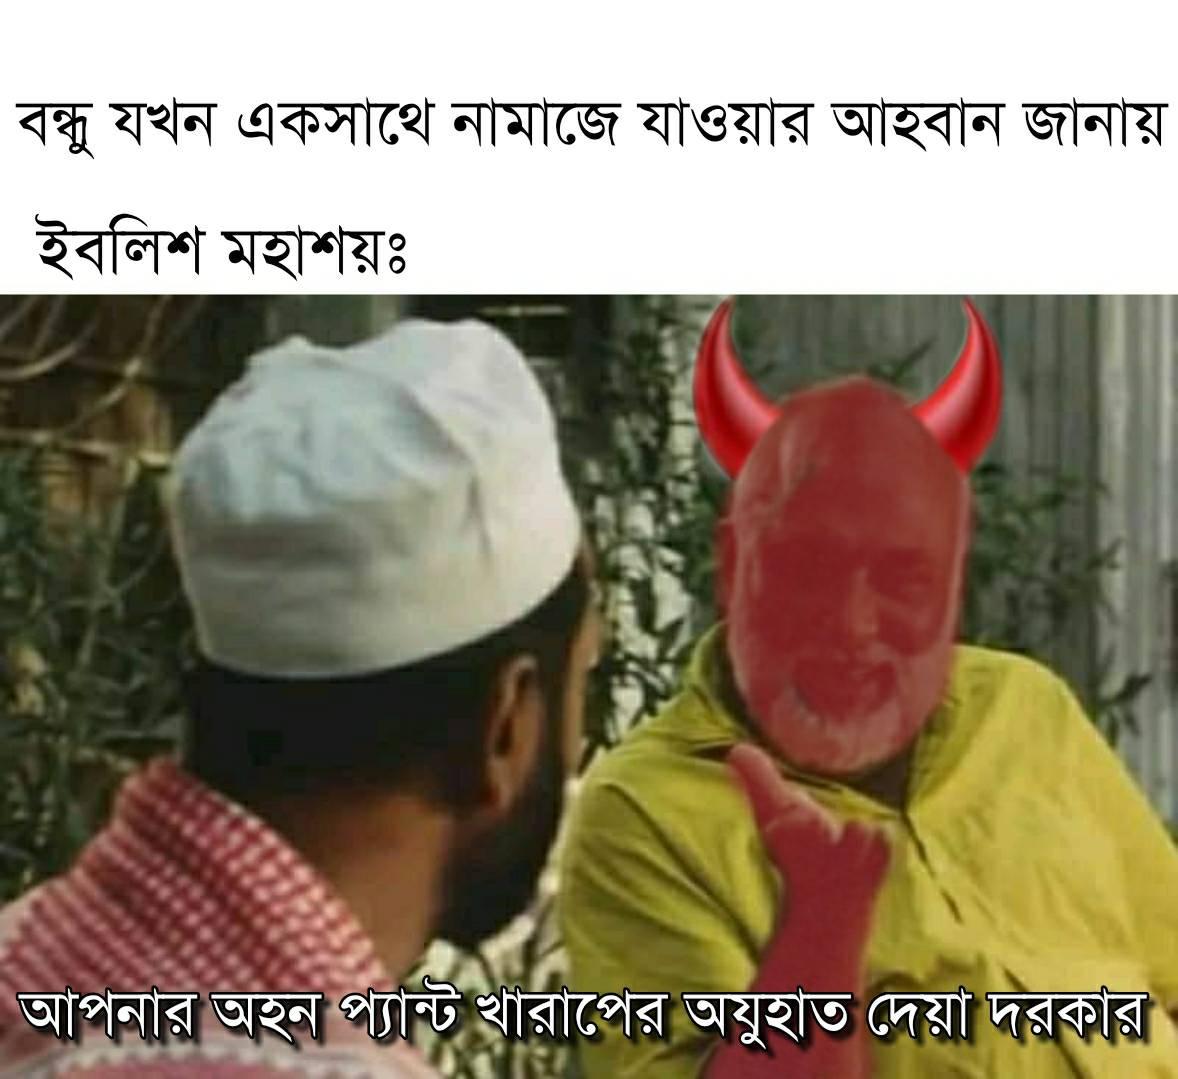 বন্ধু যখন একসাথে নামাজে যাওয়ার আহবান জানায়
ইবলিশ মহাশয়ঃ
আপনার অহন প্যান্ট খারাপের অযুহাত দেয়া দরকার